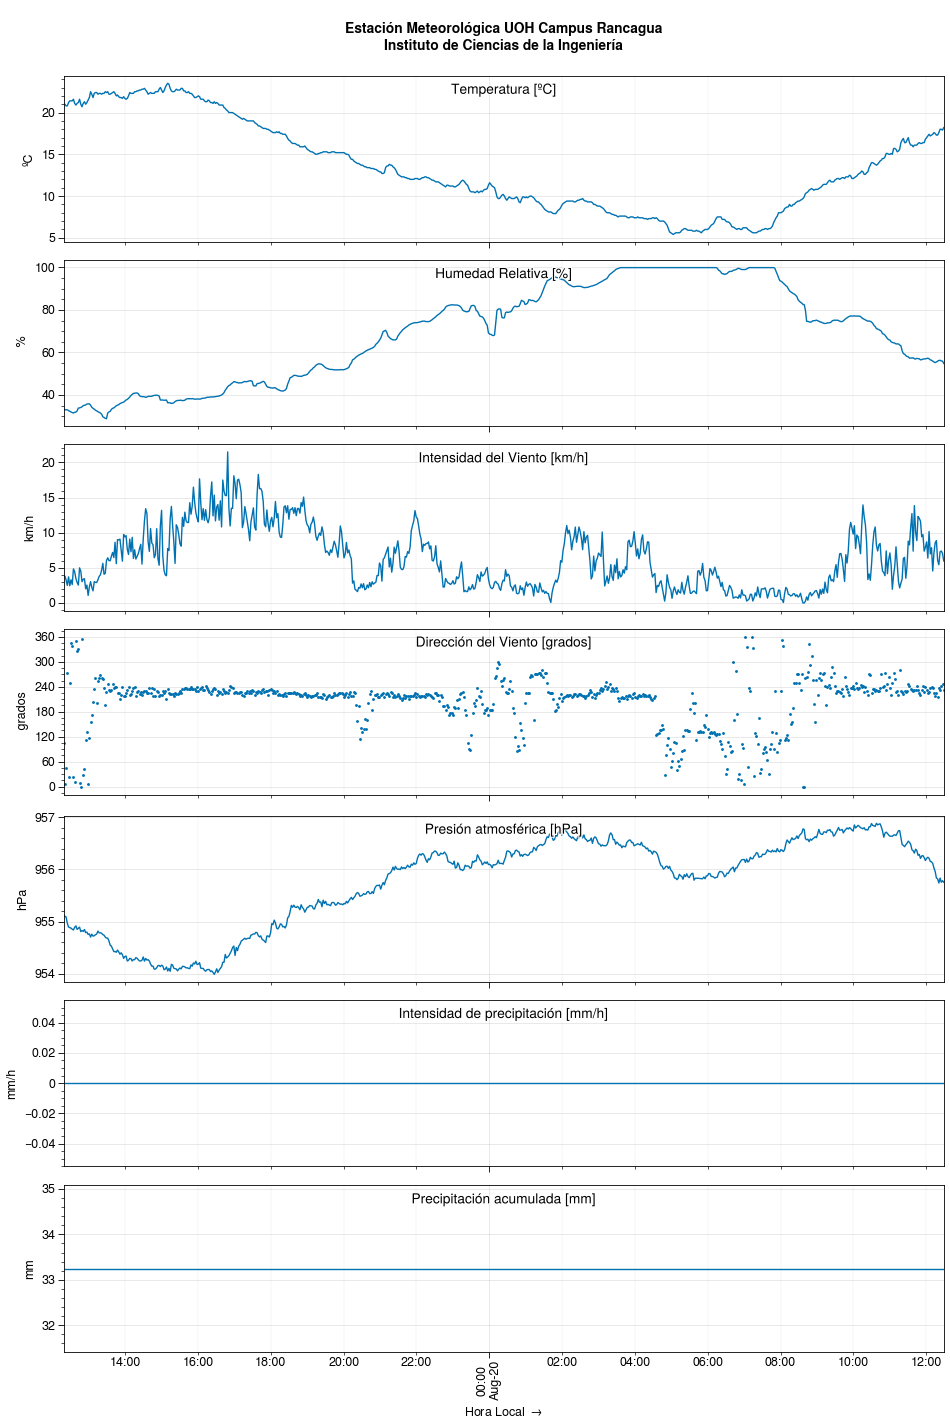 Estación Meteorológica UOH Campus Rancagua
Instituto de Ciencias de la Ingeniería
Temperatura [ºC]
ºC
20
15
10
5
Humedad Relativa [%]
%
100
80
60
40
Intensidad del Viento [km/h]
km/h
20
15
10
5
0
Dirección del Viento [grados]
grados
360
300
240
180
120
60
0
Presión atmosférica [hPa]
hPa
957
956
955
954
Intensidad de precipitación [mm/h]
mm/h
0.04
0.02
0
−0.02
−0.04
Precipitación acumulada [mm]
mm
35
34
33
32
14:00 16:00 18:00 20:00 22:00 00:00 02:00 04:00 06:00 08:00 10:00 12:00
Aug-20
Hora Local →